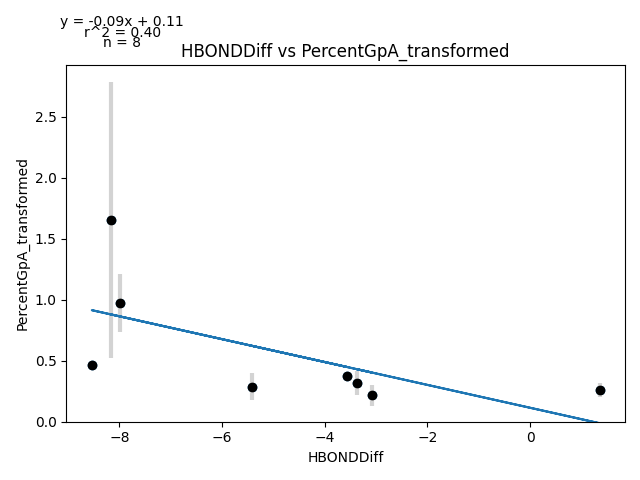 y = -0.09x + 0.11
r^2 = 0.40
n = 8
HBONDDiff vs PercentGpA_transformed
PercentGpA_transformed
2.5
2.0
1.5
1.0
0.5
0.0
−8 −6 −4 −2 0
HBONDDiff